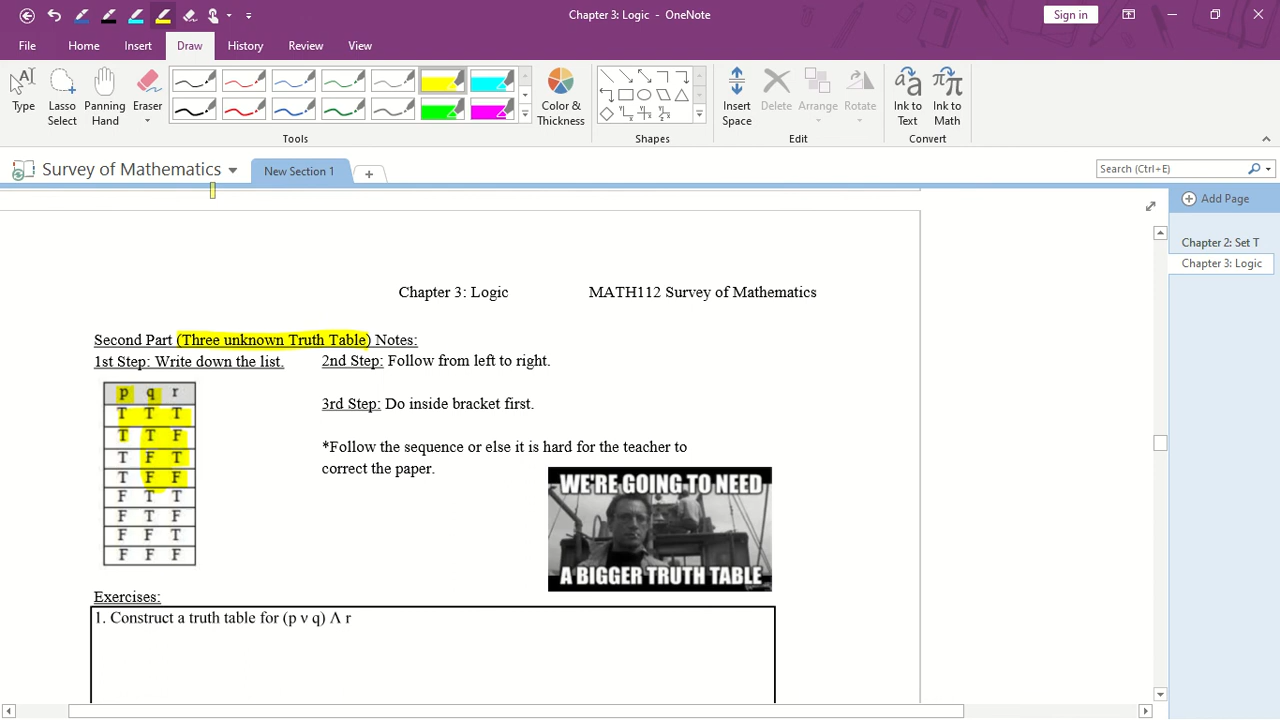 Chapter 3: Logic - OneNote
Sign in
File Home Insert Draw History Review View
Type
Lasso Select
Panning Hand
Eraser
Color & Thickness
Insert Space
Delete
Arrange
Rotate
Ink to Text
Ink to Math
Tools
Shapes
Edit
Convert
Survey of Mathematics
New Section 1
Search (Ctrl+E)
Add Page
Chapter 2: Set T
Chapter 3: Logic
Chapter 3: Logic MATH112 Survey of Mathematics
Second Part (Three unknown Truth Table) Notes:
1st Step: Write down the list.
2nd Step: Follow from left to right.
3rd Step: Do inside bracket first.
*Follow the sequence or else it is hard for the teacher to
correct the paper.
p q r
T T T
T T F
T F T
T F F
F T T
F T F
F F T
F F F
WE'RE GOING TO NEED
A BIGGER TRUTH TABLE
Exercises:
1. Construct a truth table for (p v q) Λ r